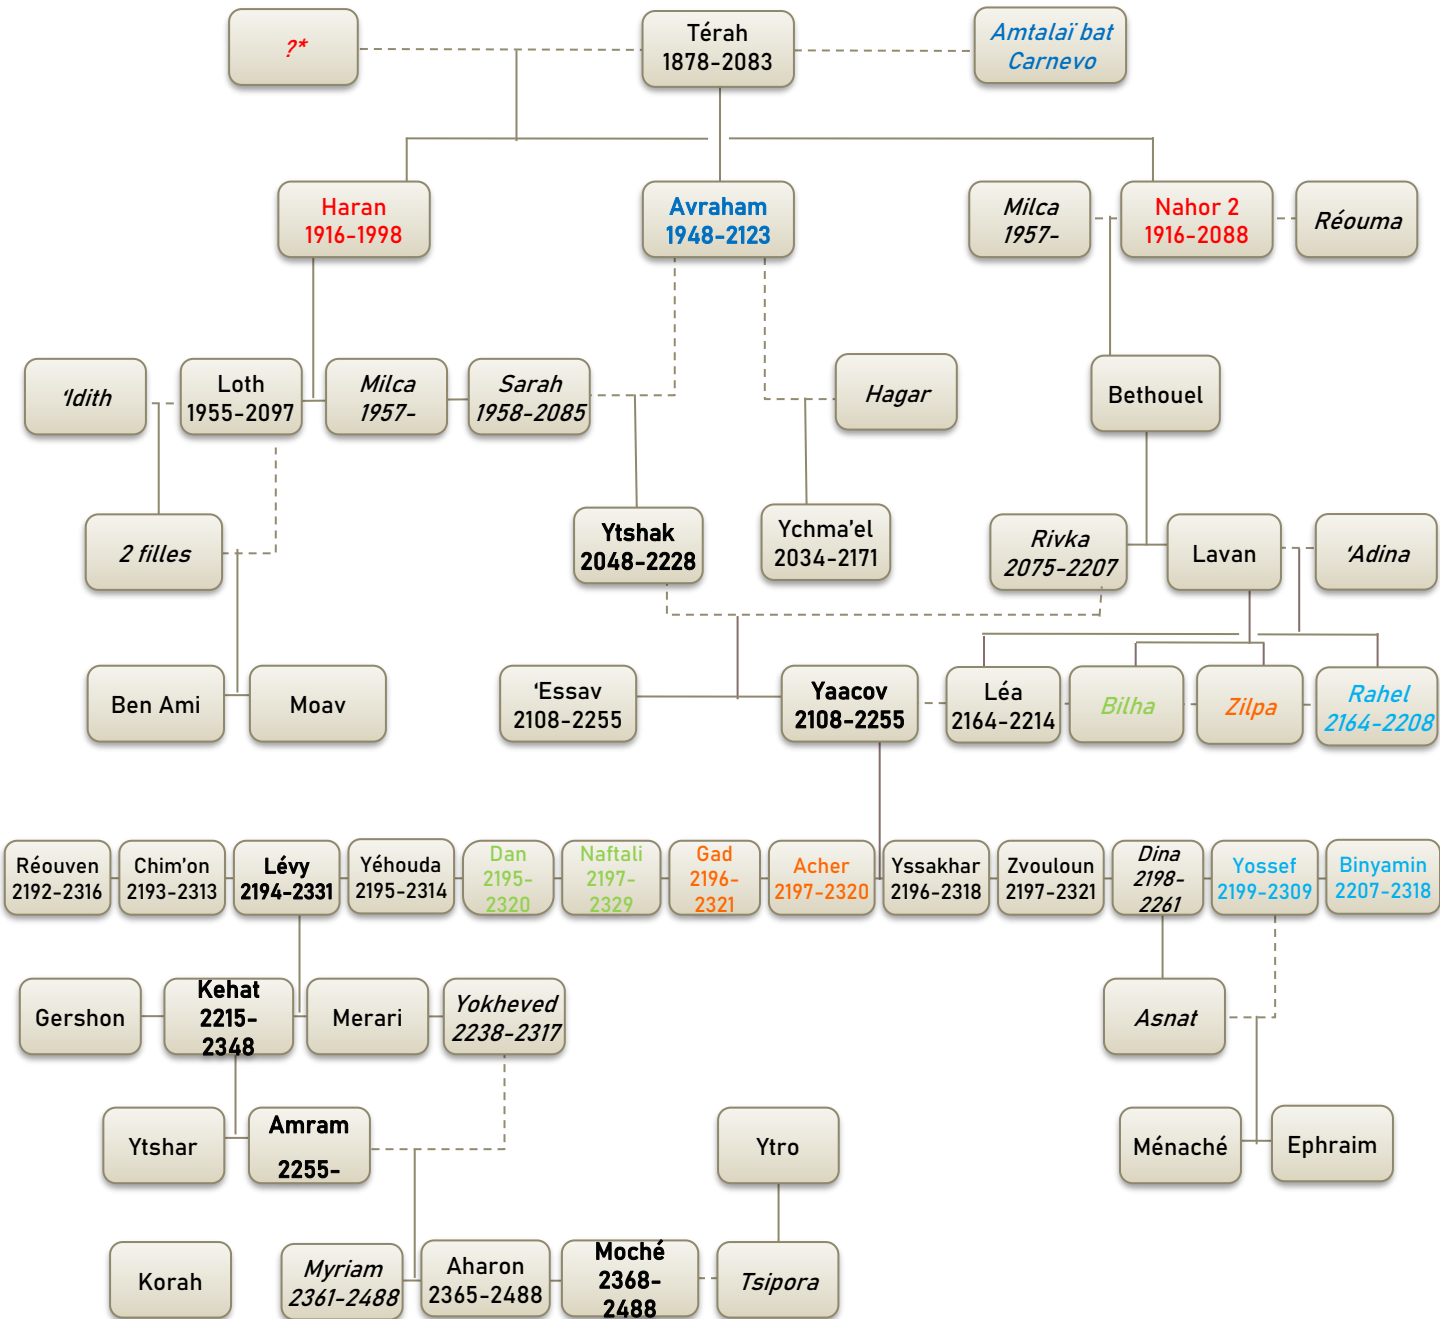 ?*
Térah
1878-2083
Amtalaï bat
Carnevo
Haran
1916-1998
Avraham
1948-2123
Milca
1957-
Nahor 2
1916-2088
Réouma
‘Idith
Loth
1955-2097
Milca
1957-
Sarah
1958-2085
Hagar
Bethouel
2 filles
Ytshak
2048-2228
Ychma’el
2034-2171
Rivka
2075-2207
Lavan
‘Adina
Ben Ami
Moav
‘Essav
2108-2255
Yaacov
2108-2255
Léa
2164-2214
Bilha
Zilpa
Rahel
2164-2208
Réouven
2192-2316
Chim’on
2193-2313
Lévy
2194-2331
Yéhouda
2195-2314
Dan
2195-
2320
Naftali
2197-
2329
Gad
2196-
2321
Acher
2197-2320
Yssakhar
2196-2318
Zvouloun
2197-2321
Dina
2198-
2261
Yossef
2199-2309
Binyamin
2207-2318
Gershon
Kehat
2215-
2348
Merari
Yokheved
2238-2317
Asnat
Ytshar
Amram
2255-
Ytro
Ménaché
Ephraim
Korah
Myriam
2361-2488
Aharon
2365-2488
Moché
2368-
2488
Tsipora